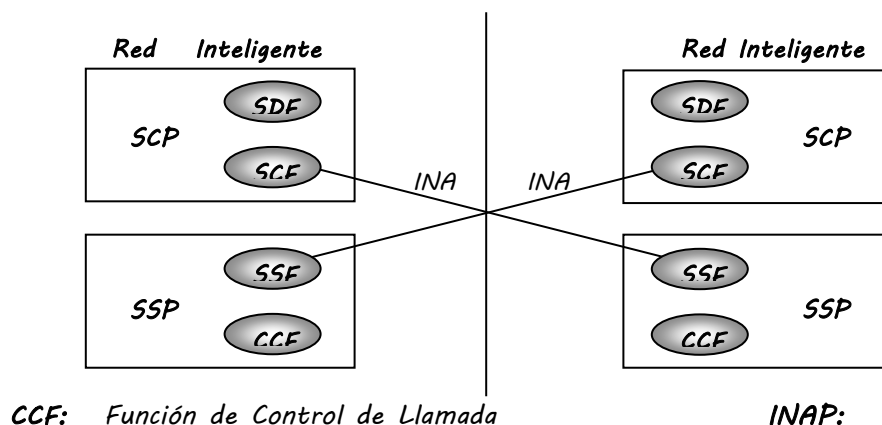 Red Inteligente
Red Inteligente
SDF
SDF
SCP
SCP
SCF
SCF
INA
INA
SSF
SSF
SSP
SSP
CCF
CCF
CCF: Función de Control de Llamada
INAP: